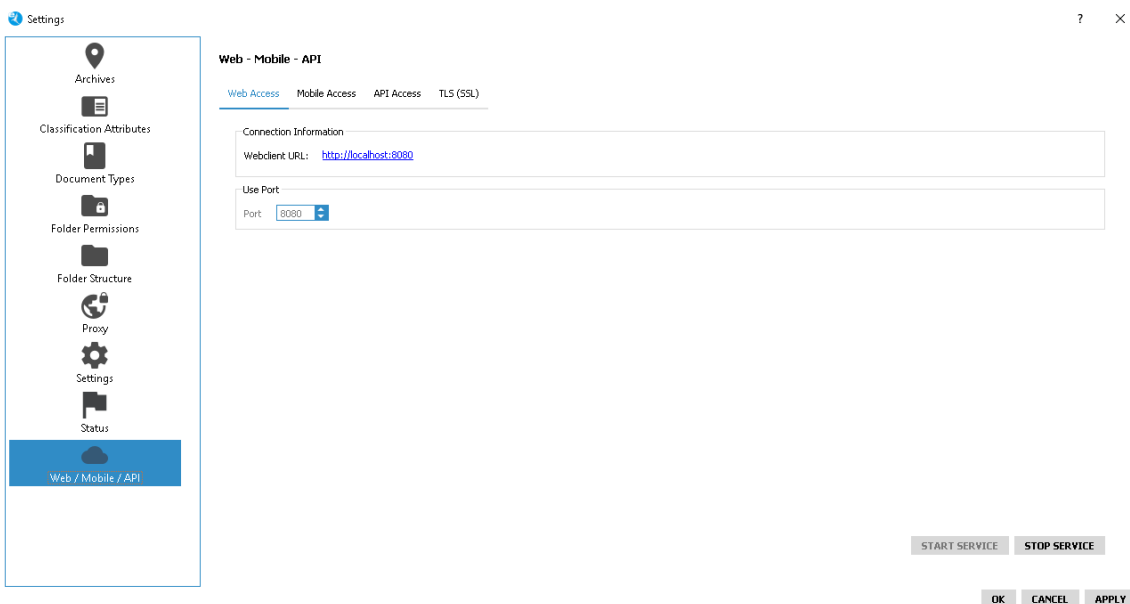 Settings
?
Archives
Classification Attributes
Document Types
Folder Permissions
Folder Structure
Proxy
Settings
Status
Web / Mobile / API
Web - Mobile - API
Web Access Mobile Access API Access TLS (SSL)
Connection Information
Webclient URL: http://localhost:8080
Use Port
Port 8080
START SERVICE STOP SERVICE
OK CANCEL APPLY